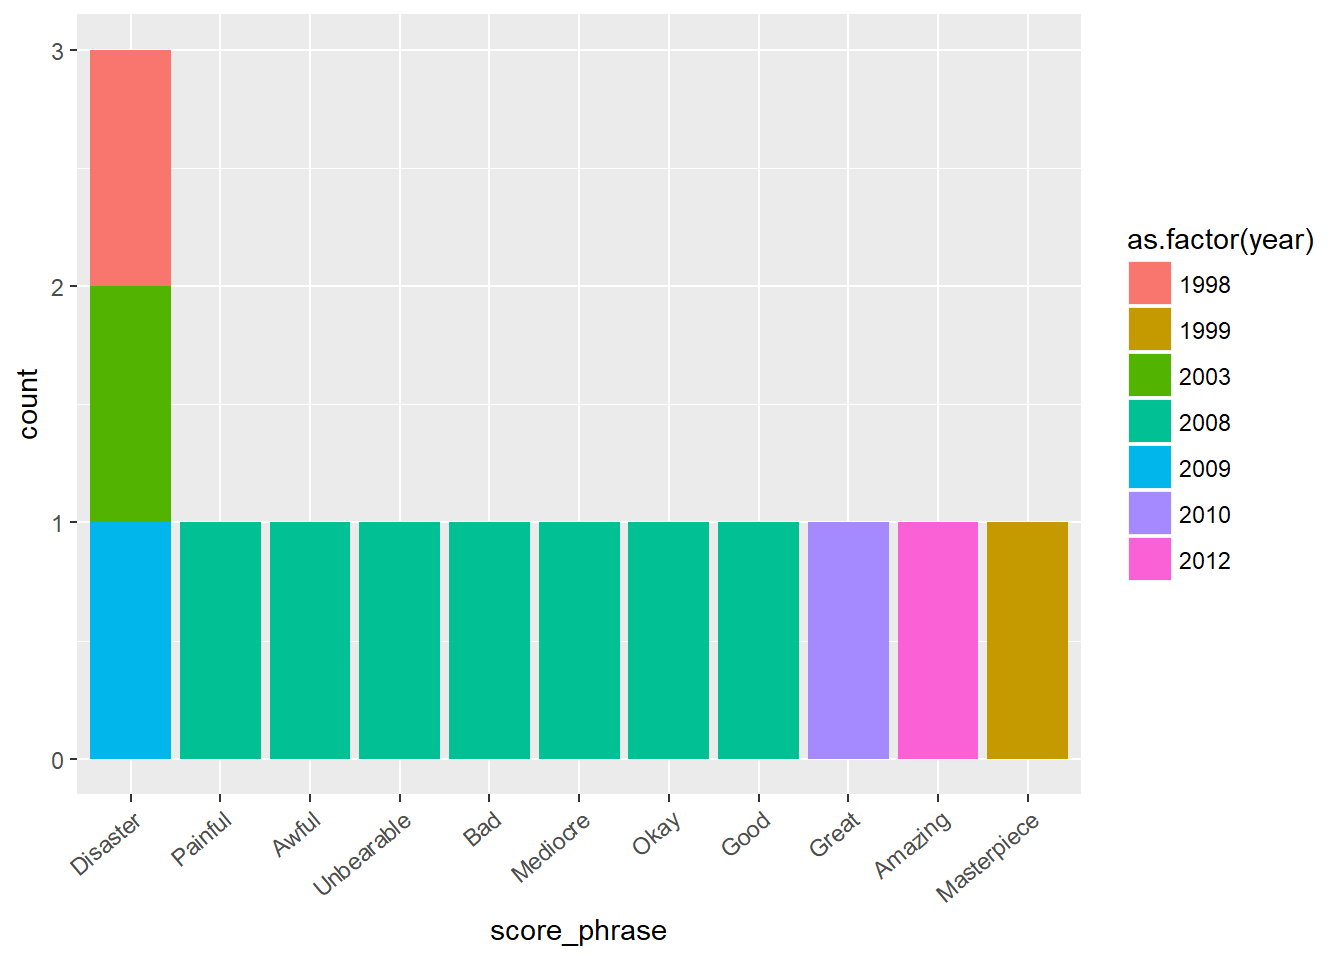 3
2
1
0
count
Disaster
Painful
Awful
Unbearable
Bad
Mediocre
Okay
Good
Great
Amazing
Masterpiece
score_phrase
as.factor(year)
1998
1999
2003
2008
2009
2010
2012